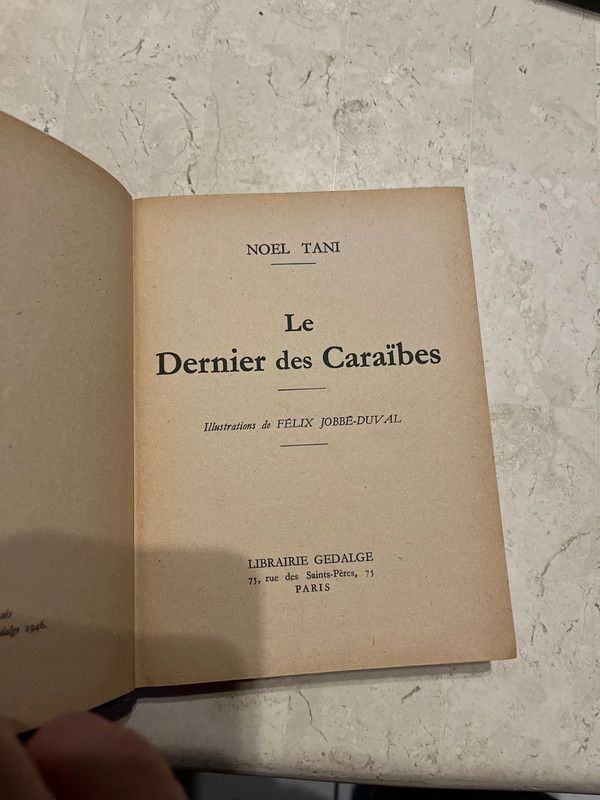 1946.
NOEL TANI
Le
Dernier des Caraïbes
Illustrations de FÉLIX JOBBÉ-DUVAL
LIBRAIRIE GEDALGE
75, rue des Saints-Pères, 75
PARIS